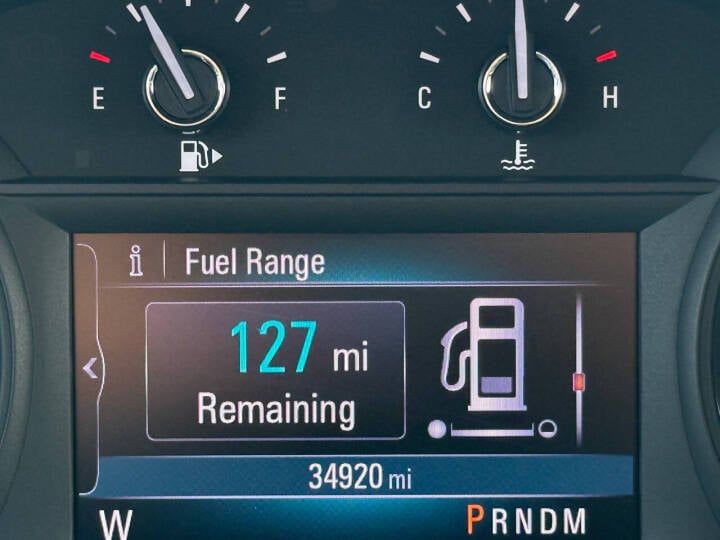 E F C H
Fuel Range
127 mi
Remaining
34920 mi
W PRNDM